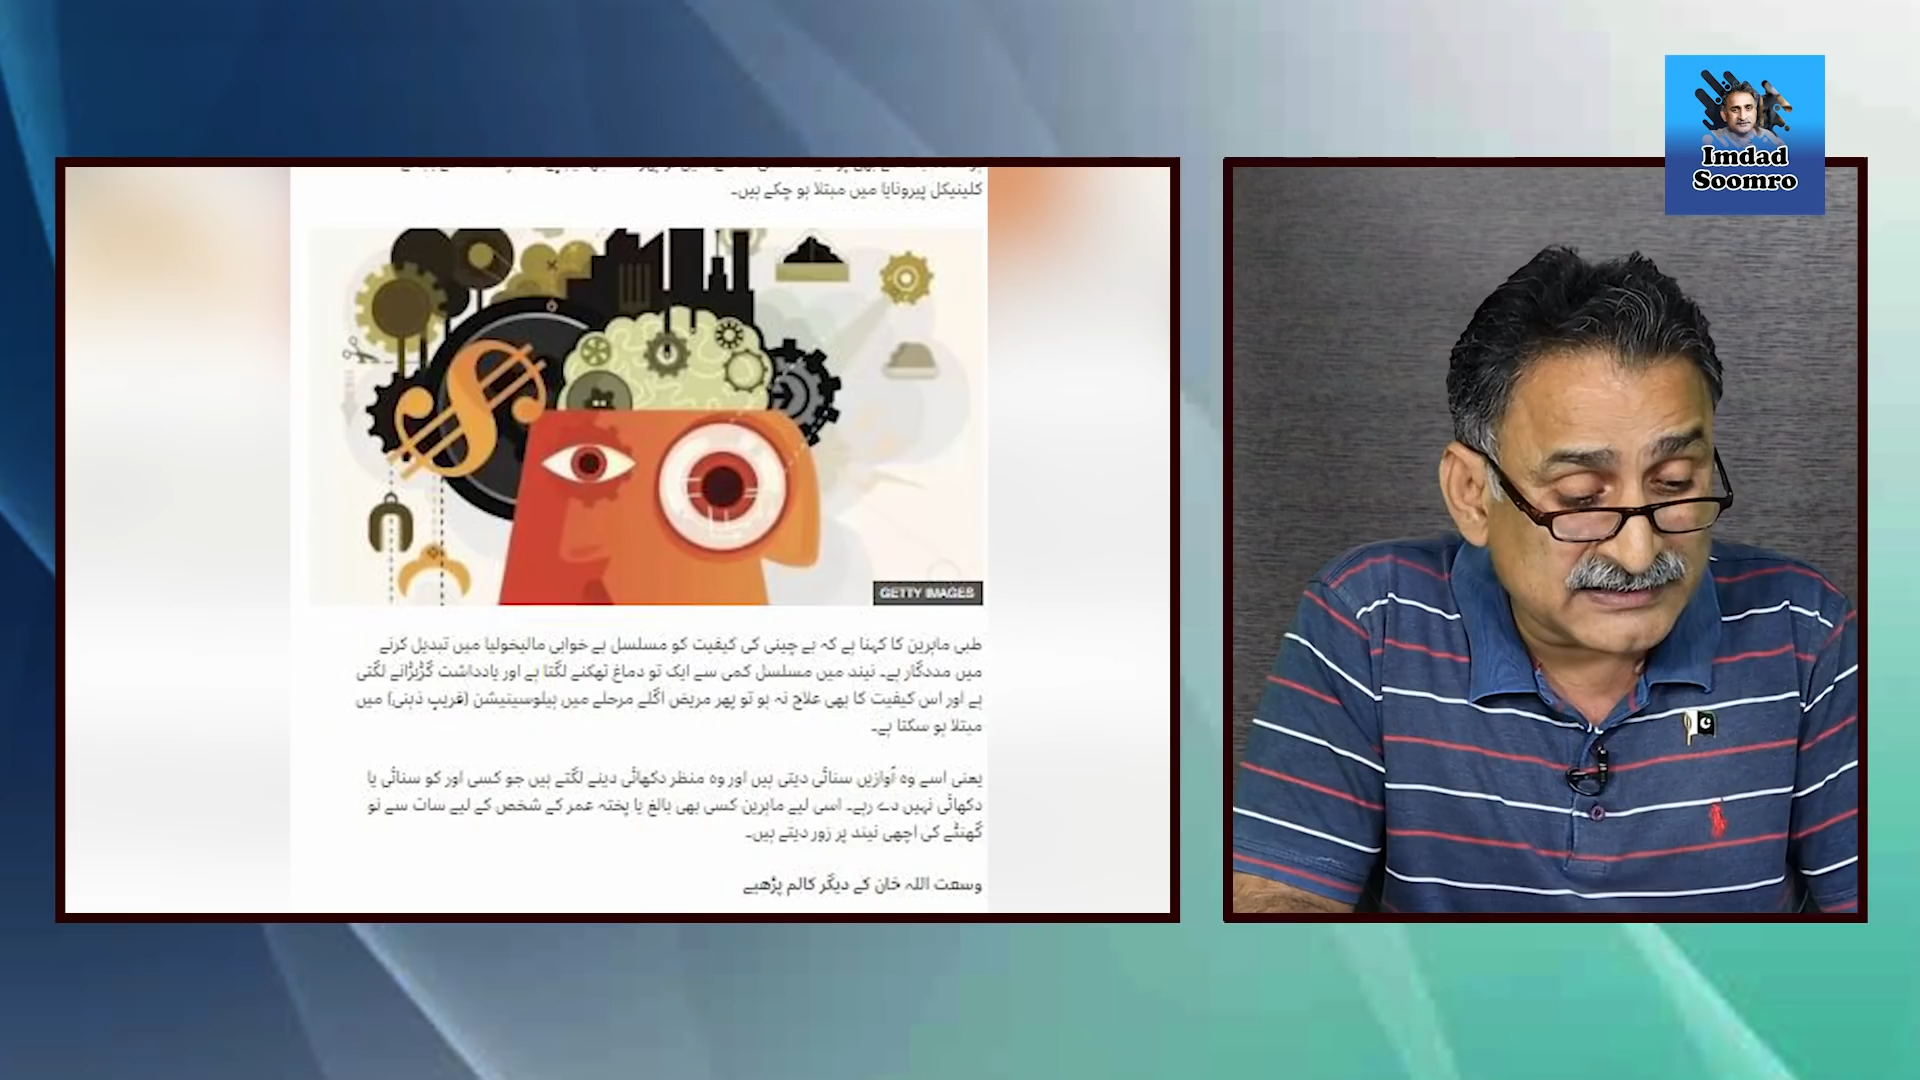 Imdad
Soomro
کلینیکل پیرونایا میں مبتلا ہو چکے ہیں۔
GETTY IMAGES
طبی ماہرین کا کہنا ہے کہ بے چینی کی کیفیت کو مسلسل بے خوابی مالیخولیا میں تبدیل کرنے
میں مددگار ہے۔ نیند میں مسلسل کمی سے ایک تو دماغ تھکنے لگتا ہے اور یادداشت گڑبڑانے لگتی
ہے اور اس کیفیت کا بھی علاج نہ ہو تو پھر مریض اگلے مرحلے میں ہیلوسینیشن (فریبِ ذہنی) میں
مبتلا ہو سکتا ہے۔
یعنی اسے وہ آوازیں سنائی دیتی ہیں اور وہ منظر دکھائی دینے لگتے ہیں جو کسی اور کو سنائی یا
دکھائی نہیں دے رہے۔ اسی لیے ماہرین کسی بھی بالغ یا پختہ عمر کے شخص کے لیے سات سے نو
گھنٹے کی اچھی نیند پر زور دیتے ہیں۔
وسعت اللہ خان کے دیگر کالم پڑھیے